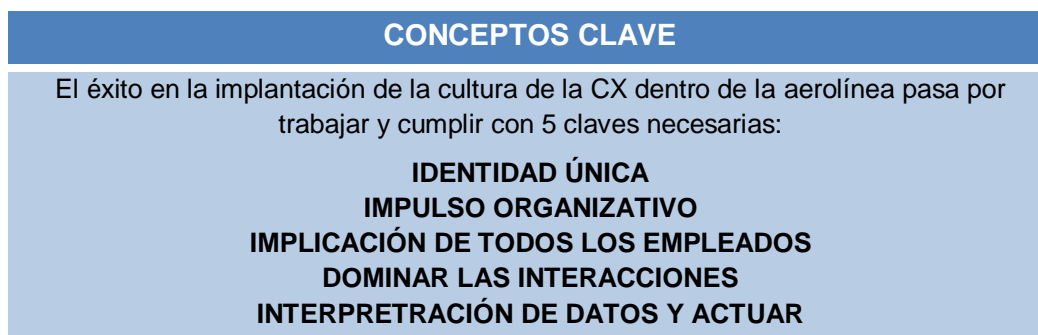 CONCEPTOS CLAVE
El éxito en la implantación de la cultura de la CX dentro de la aerolínea pasa por
trabajar y cumplir con 5 claves necesarias:
IDENTIDAD ÚNICA
IMPULSO ORGANIZATIVO
IMPLICACIÓN DE TODOS LOS EMPLEADOS
DOMINAR LAS INTERACCIONES
INTERPRETRACIÓN DE DATOS Y ACTUAR